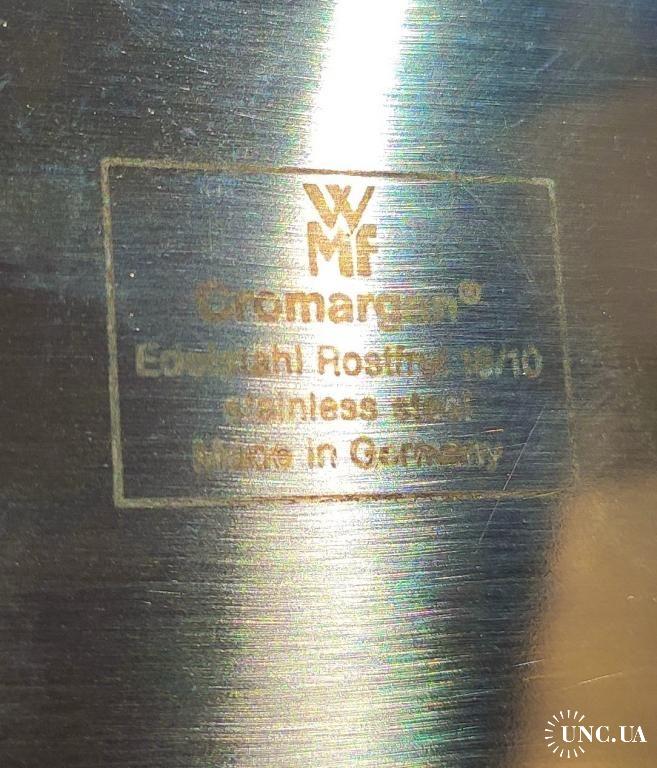 WMF
Cromargan®
Edelstahl Rostfrei 18/10
stainless steel
Made in Germany
UNC.UA